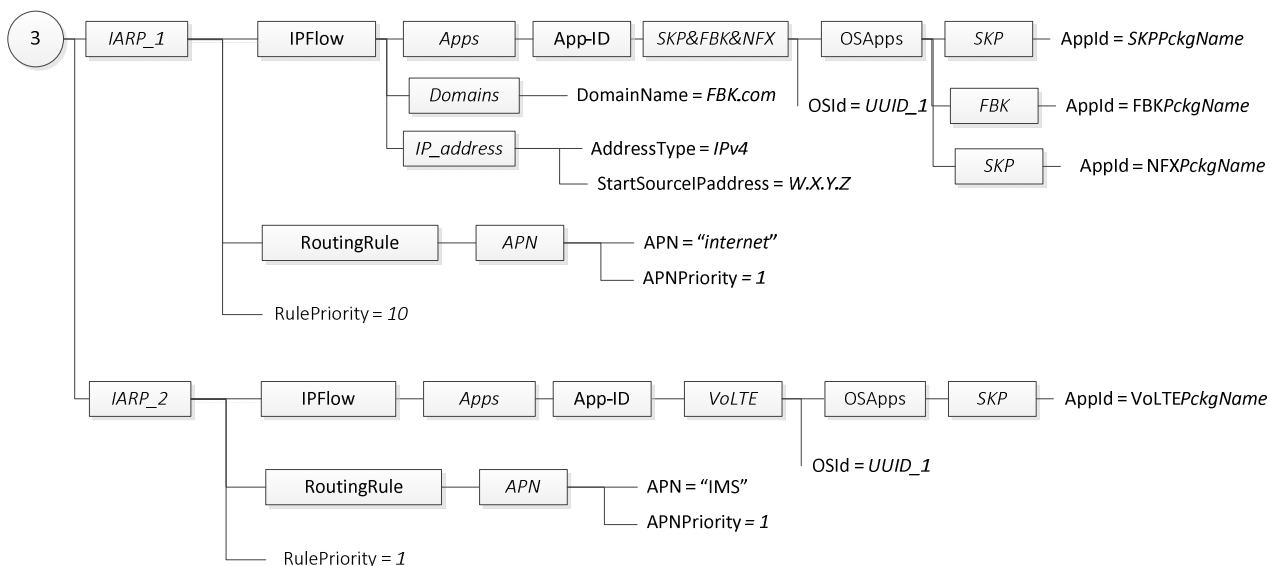 3 IARP_1 IPFlow Apps App-ID SKP&FBK&NFX OSApps SKP AppId = SKPPckgName
Domains DomainName = FBK.com OSId = UUID_1 FBK AppId = FBKPckgName
IP_address AddressType = IPv4 SKP AppId = NFXPckgName
StartSourceIPaddress = W.X.Y.Z
RoutingRule APN APN = “internet”
APNPriority = 1
RulePriority = 10
IARP_2 IPFlow Apps App-ID VoLTE OSApps SKP AppId = VoLTEPckgName
OSId = UUID_1
RoutingRule APN APN = “IMS”
APNPriority = 1
RulePriority = 1